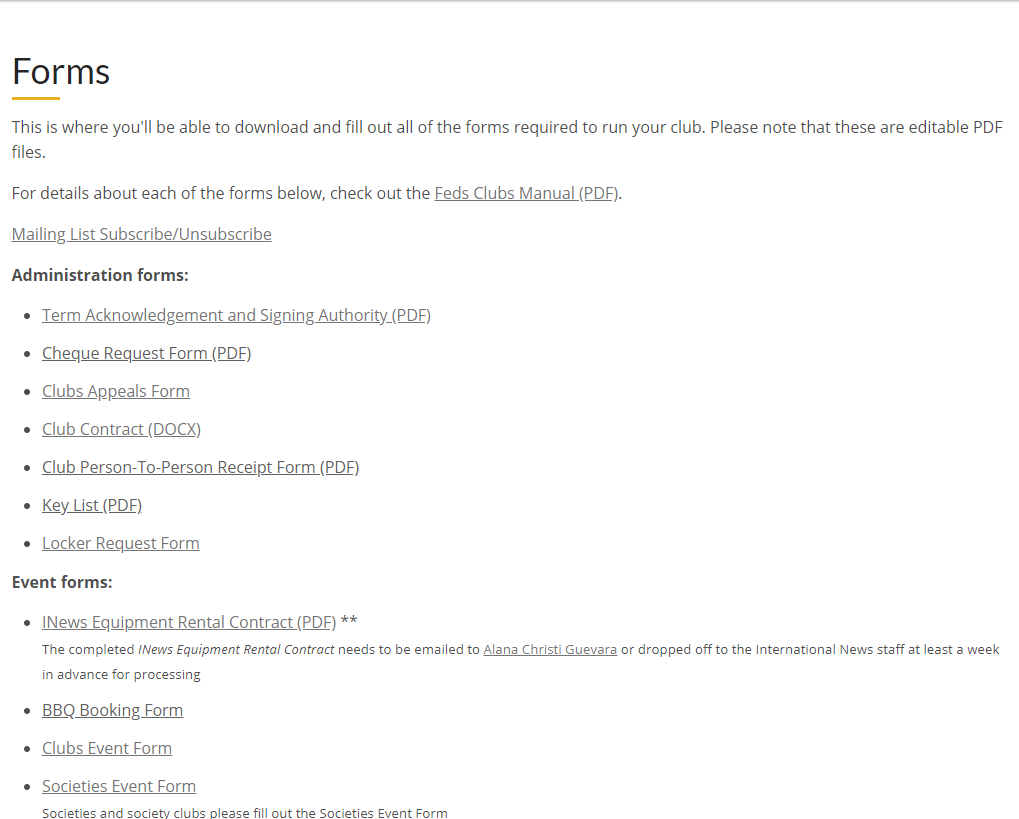 Forms
This is where you'll be able to download and fill out all of the forms required to run your club. Please note that these are editable PDF
files.
For details about each of the forms below, check out the Feds Clubs Manual (PDF).
Mailing List Subscribe/Unsubscribe
Administration forms:
Term Acknowledgement and Signing Authority (PDF)
Cheque Request Form (PDF)
Clubs Appeals Form
Club Contract (DOCX)
Club Person-To-Person Receipt Form (PDF)
Key List (PDF)
Locker Request Form
Event forms:
INews Equipment Rental Contract (PDF) **
The completed INews Equipment Rental Contract needs to be emailed to Alana Christi Guevara or dropped off to the International News staff at least a week
in advance for processing
BBQ Booking Form
Clubs Event Form
Societies Event Form
Societies and society clubs please fill out the Societies Event Form